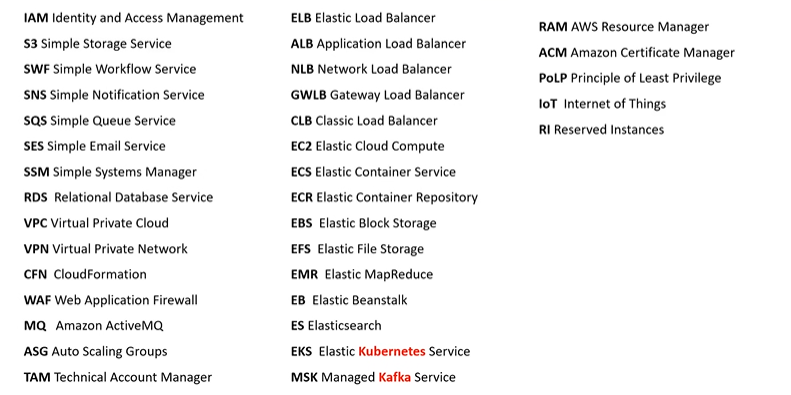 IAM Identity and Access Management
S3 Simple Storage Service
SWF Simple Workflow Service
SNS Simple Notification Service
SQS Simple Queue Service
SES Simple Email Service
SSM Simple Systems Manager
RDS Relational Database Service
VPC Virtual Private Cloud
VPN Virtual Private Network
CFN CloudFormation
WAF Web Application Firewall
MQ Amazon ActiveMQ
ASG Auto Scaling Groups
TAM Technical Account Manager
ELB Elastic Load Balancer
ALB Application Load Balancer
NLB Network Load Balancer
GWLB Gateway Load Balancer
CLB Classic Load Balancer
EC2 Elastic Cloud Compute
ECS Elastic Container Service
ECR Elastic Container Repository
EBS Elastic Block Storage
EFS Elastic File Storage
EMR Elastic MapReduce
EB Elastic Beanstalk
ES Elasticsearch
EKS Elastic Kubernetes Service
MSK Managed Kafka Service
RAM AWS Resource Manager
ACM Amazon Certificate Manager
PoLP Principle of Least Privilege
IoT Internet of Things
RI Reserved Instances